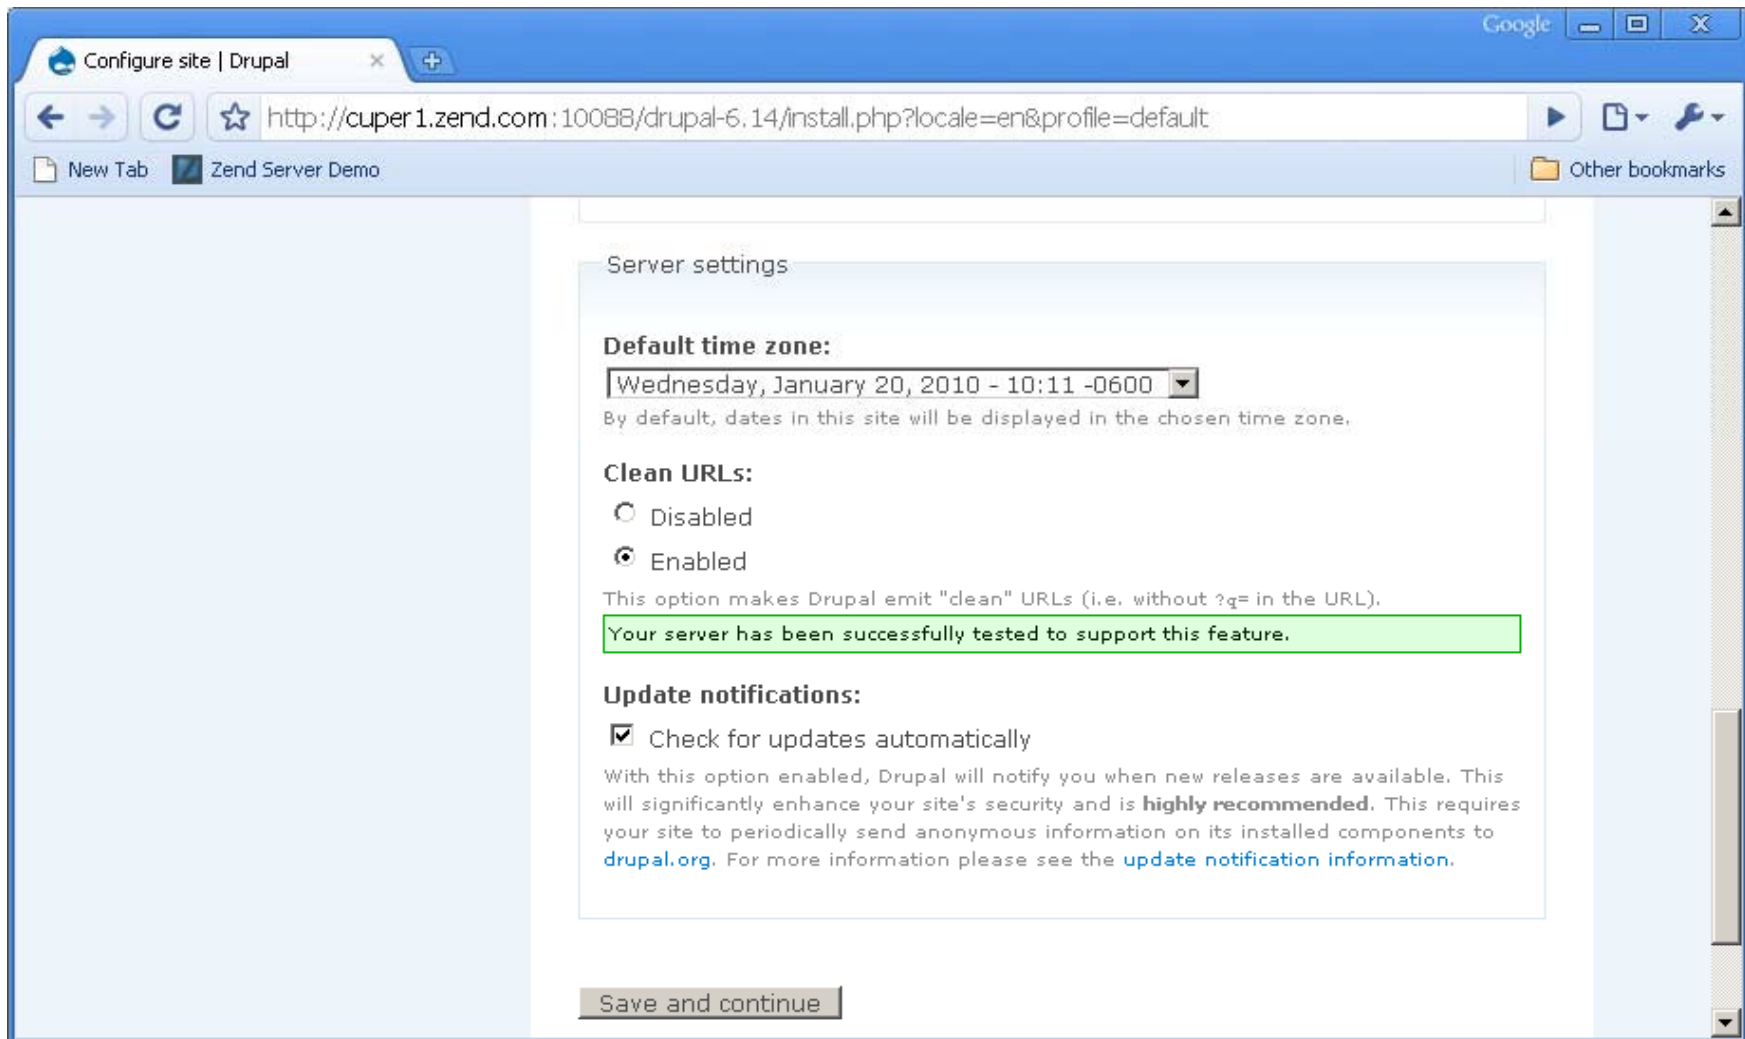 Google
Configure site | Drupal
http://cuper1.zend.com:10088/drupal-6.14/install.php?locale=en&profile=default
New Tab
Zend Server Demo
Other bookmarks
Server settings
Default time zone:
Wednesday, January 20, 2010 - 10:11 -0600
By default, dates in this site will be displayed in the chosen time zone.
Clean URLs:
Disabled
Enabled
This option makes Drupal emit "clean" URLs (i.e. without ?q= in the URL).
Your server has been successfully tested to support this feature.
Update notifications:
Check for updates automatically
With this option enabled, Drupal will notify you when new releases are available. This
will significantly enhance your site's security and is highly recommended. This requires
your site to periodically send anonymous information on its installed components to
drupal.org. For more information please see the update notification information.
Save and continue